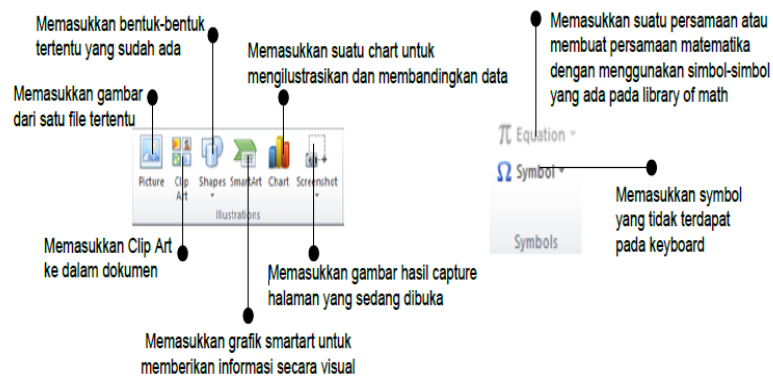 Memasukkan bentuk-bentuk
tertentu yang sudah ada
Memasukkan suatu chart untuk
mengilustrasikan dan membandingkan data
Memasukkan gambar
dari satu file tertentu
Picture
Clip
Art
Shapes
SmartArt
Chart
Screenshot
Illustrations
Memasukkan Clip Art
ke dalam dokumen
Memasukkan gambar hasil capture
halaman yang sedang dibuka
Memasukkan grafik smartart untuk
memberikan informasi secara visual
Memasukkan suatu persamaan atau
membuat persamaan matematika
dengan menggunakan simbol-simbol
yang ada pada library of math
π Equation
Ω Symbol
Symbols
Memasukkan symbol
yang tidak terdapat
pada keyboard